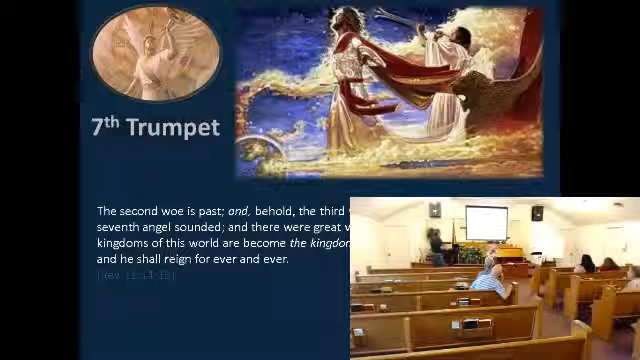 7th Trumpet
The second woe is past; and, behold, the third
seventh angel sounded; and there were great
kingdoms of this world are become the kingdom
and he shall reign for ever and ever.